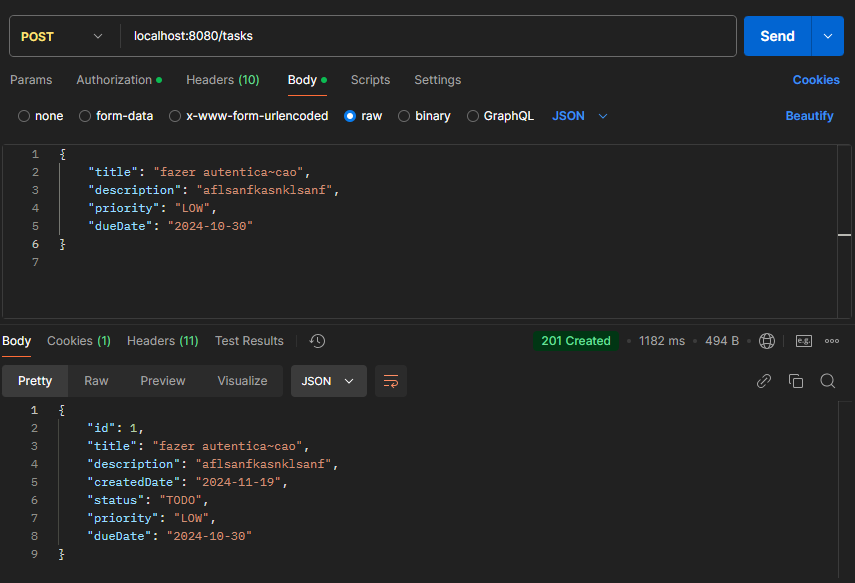 POST localhost:8080/tasks Send
Params Authorization Headers (10) Body Scripts Settings Cookies
none form-data x-www-form-urlencoded raw binary GraphQL JSON Beautify
1 {
2 "title": "fazer autentica~cao",
3 "description": "aflsanfkasnklsanf",
4 "priority": "LOW",
5 "dueDate": "2024-10-30"
6 }
7
Body Cookies (1) Headers (11) Test Results 201 Created 1182 ms 494 B e.g.
Pretty Raw Preview Visualize JSON
1 {
2 "id": 1,
3 "title": "fazer autentica~cao",
4 "description": "aflsanfkasnklsanf",
5 "createdDate": "2024-11-19",
6 "status": "TODO",
7 "priority": "LOW",
8 "dueDate": "2024-10-30"
9 }